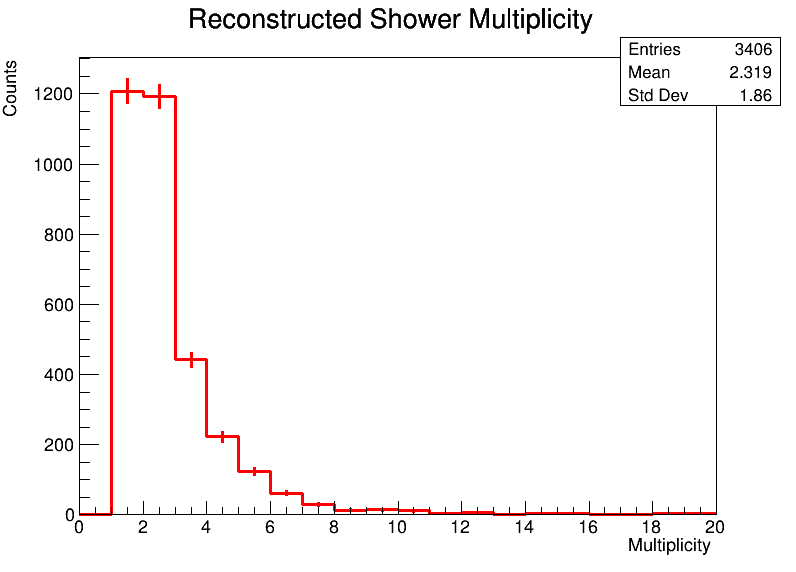 Reconstructed Shower Multiplicity
Entries 3406
Mean 2.319
Std Dev 1.86
Counts
1200
1000
800
600
400
200
0
0 2 4 6 8 10 12 14 16 18 20
Multiplicity